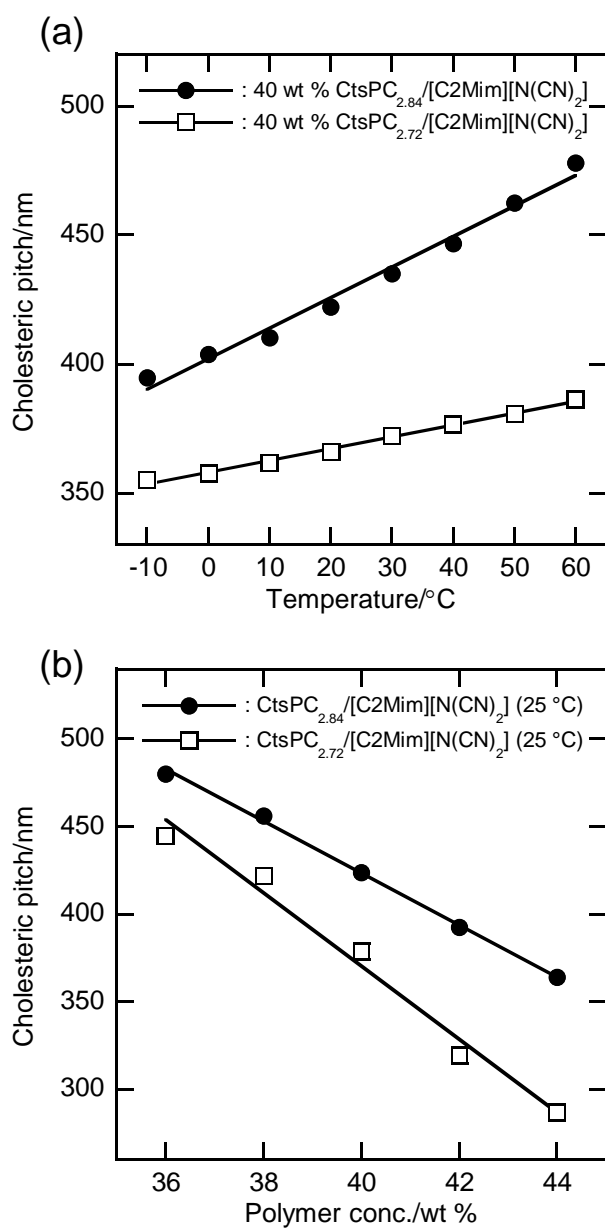 (a)
: 40 wt % CtsPC2.84/[C2Mim][N(CN)2]
: 40 wt % CtsPC2.72/[C2Mim][N(CN)2]
500
450
400
350
Cholesteric pitch/nm
-10 0 10 20 30 40 50 60
Temperature/°C
(b)
: CtsPC2.84/[C2Mim][N(CN)2] (25 °C)
: CtsPC2.72/[C2Mim][N(CN)2] (25 °C)
500
450
400
350
300
Cholesteric pitch/nm
36 38 40 42 44
Polymer conc./wt %